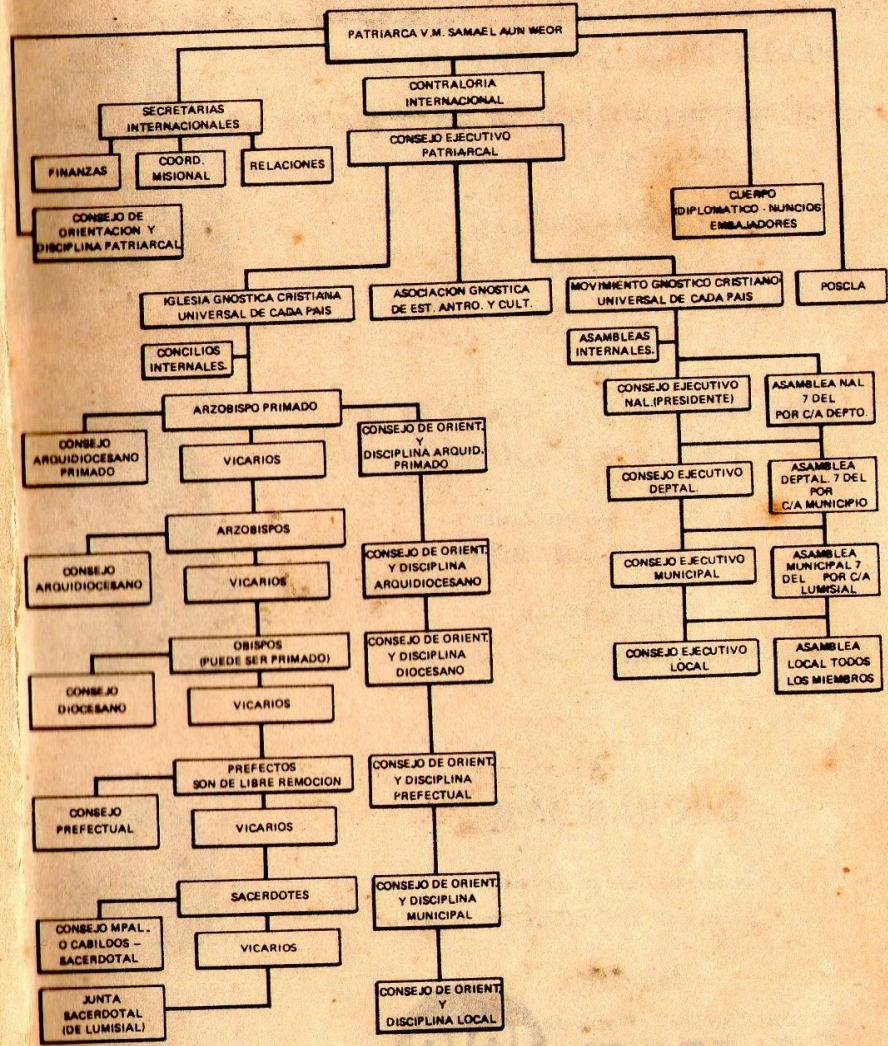 PATRIARCA V.M. SAMAEL AUN WEOR
CONTRALORIA
INTERNACIONAL
SECRETARIAS
INTERNACIONALES
CONSEJO EJECUTIVO
PATRIARCAL
FINANZAS
COORD.
MISIONAL
RELACIONES
CONSEJO DE
ORIENTACION Y
DISCIPLINA PATRIARCAL
CUERPO
DIPLOMATICO - NUNCIOS
EMBAJADORES
IGLESIA GNOSTICA CRISTIANA
UNIVERSAL DE CADA PAIS
ASOCIACION GNOSTICA
DE EST. ANTRO. Y CULT.
MOVIMIENTO GNOSTICO CRISTIANO
UNIVERSAL DE CADA PAIS
POSCLA
CONCILIOS
INTERNALES.
ASAMBLEAS
INTERNALES.
ARZOBISPO PRIMADO
CONSEJO
ARQUIDIOCESANO
PRIMADO
VICARIOS
CONSEJO DE ORIENT.
Y
DISCIPLINA ARQUID.
PRIMADO
CONSEJO EJECUTIVO
NAL.(PRESIDENTE)
ASAMBLEA NAL
7 DEL
POR C/A DEPTO.
CONSEJO EJECUTIVO
DEPTAL.
ASAMBLEA
DEPTAL. 7 DEL
POR
C/A MUNICIPIO
ARZOBISPOS
CONSEJO
ARQUIDIOCESANO
VICARIOS
CONSEJO DE ORIENT.
Y DISCIPLINA
ARQUIDIOCESANO
CONSEJO EJECUTIVO
MUNICIPAL
ASAMBLEA
MUNICIPAL 7
DEL POR C/A
LUMISIAL
OBISPOS
(PUEDE SER PRIMADO)
CONSEJO
DIOCESANO
VICARIOS
CONSEJO DE ORIENT.
Y DISCIPLINA
DIOCESANO
CONSEJO EJECUTIVO
LOCAL
ASAMBLEA
LOCAL TODOS
LOS MIEMBROS
PREFECTOS
SON DE LIBRE REMOCION
CONSEJO
PREFECTUAL
VICARIOS
CONSEJO DE ORIENT.
Y DISCIPLINA
PREFECTUAL
SACERDOTES
CONSEJO MPAL.
O CABILDOS -
SACERDOTAL
VICARIOS
CONSEJO DE ORIENT.
Y DISCIPLINA
MUNICIPAL
JUNTA
SACERDOTAL
(DE LUMISIAL)
CONSEJO DE ORIENT.
Y
DISCIPLINA LOCAL